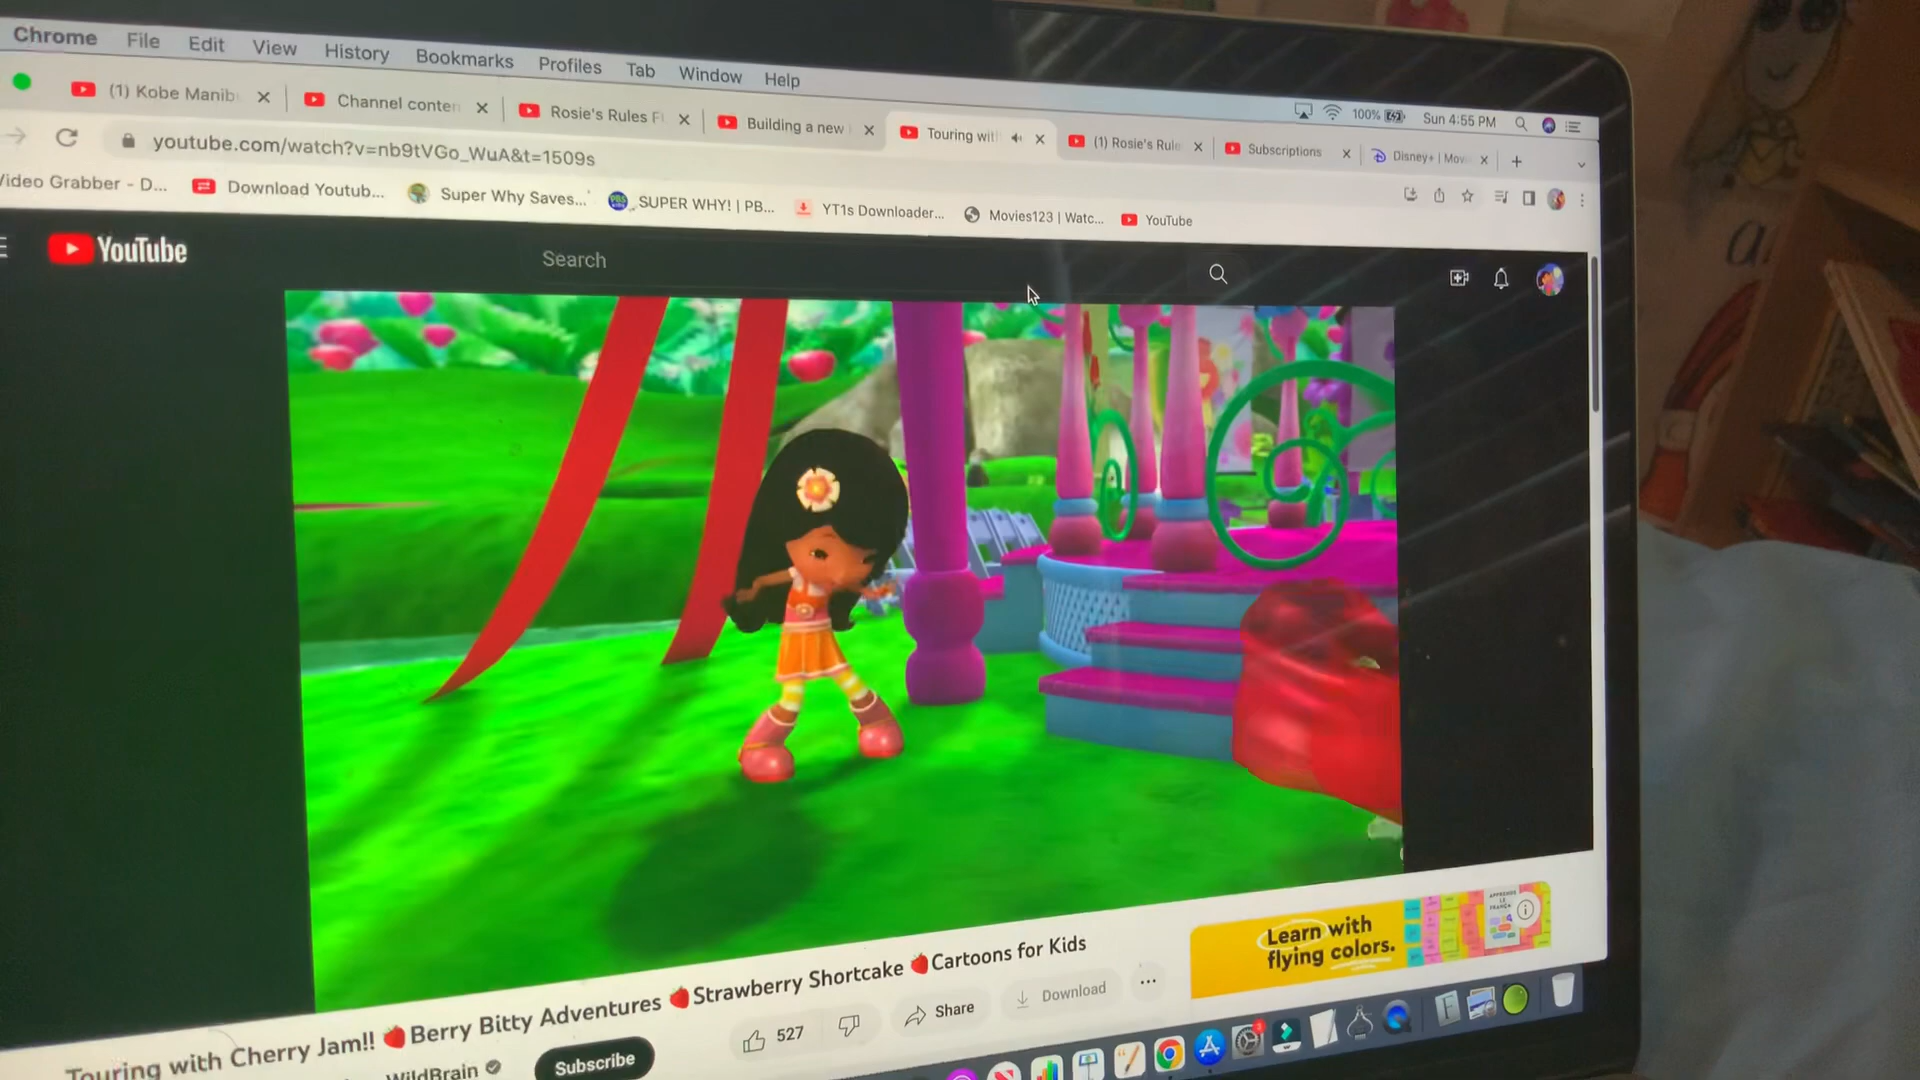 Chrome File Edit View History Bookmarks Profiles Tab Window Help
100% Sun 4:55 PM
(1) Kobe Manib Channel conten Rosie's Rules Building a new Touring wit (1) Rosie's Rule Subscriptions Disney+ | Mov
youtube.com/watch?v=nb9tVGo_WuA&t=1509s
Video Grabber - D... Download Youtub... Super Why Saves... SUPER WHY! | PB... YT1s Downloader... Movies123 | Watc... YouTube
YouTube Search
Learn with
flying colors.
APPRENDS
LE
Touring with Cherry Jam!! 🍓Berry Bitty Adventures 🍓Strawberry Shortcake 🍓Cartoons for Kids
WildBrain Subscribe 527 Share Download ...